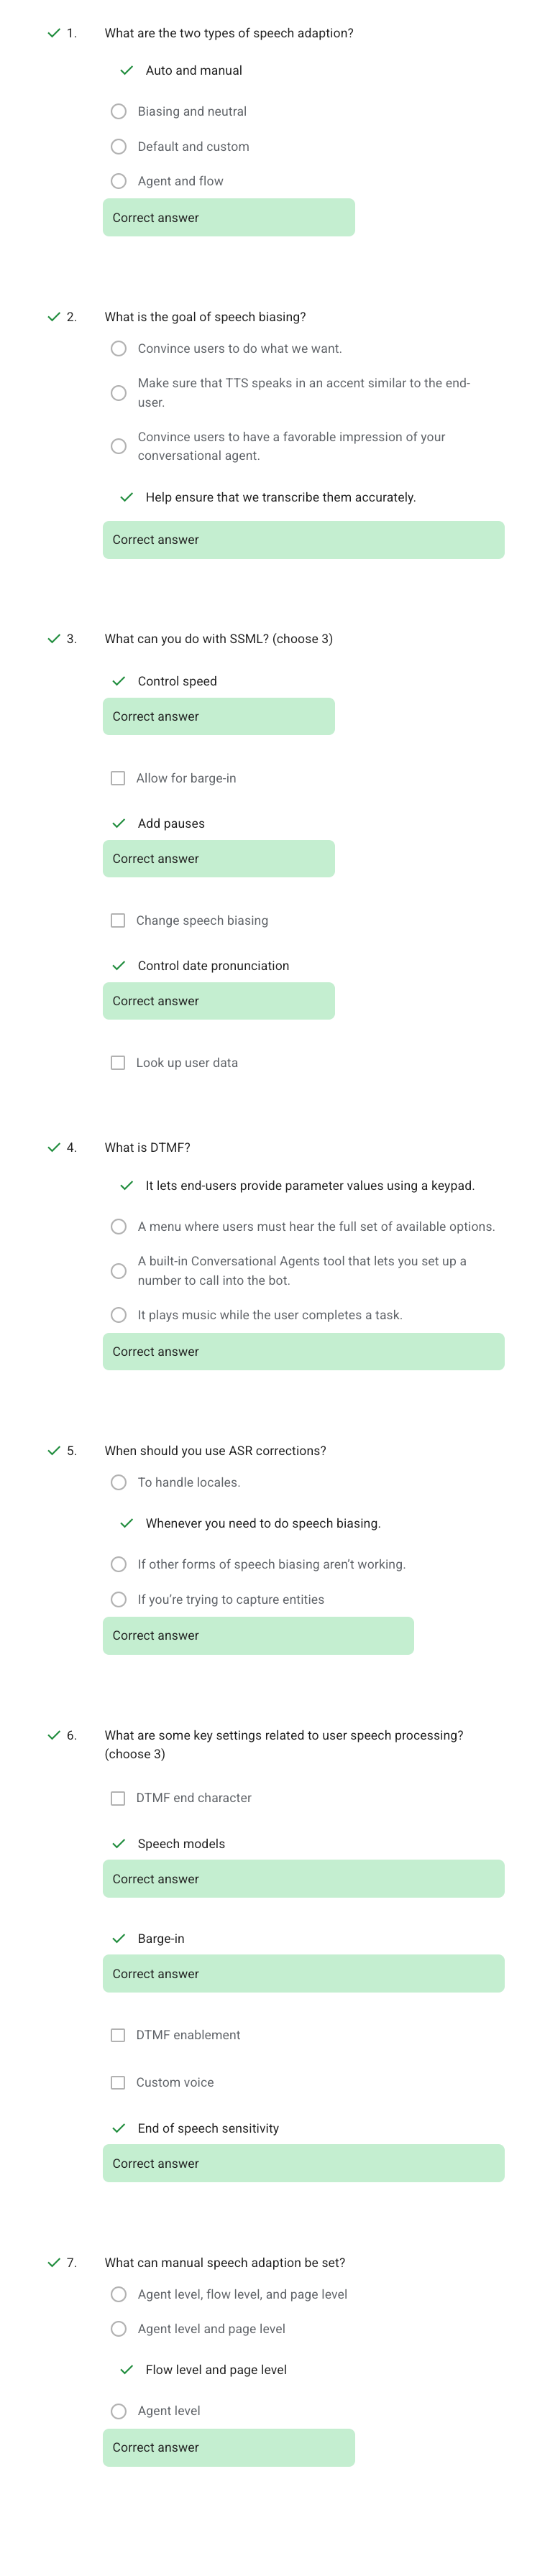 1. What are the two types of speech adaption?
Auto and manual
Biasing and neutral
Default and custom
Agent and flow
Correct answer
2. What is the goal of speech biasing?
Convince users to do what we want.
Make sure that TTS speaks in an accent similar to the end-
user.
Convince users to have a favorable impression of your
conversational agent.
Help ensure that we transcribe them accurately.
Correct answer
3. What can you do with SSML? (choose 3)
Control speed
Correct answer
Allow for barge-in
Add pauses
Correct answer
Change speech biasing
Control date pronunciation
Correct answer
Look up user data
4. What is DTMF?
It lets end-users provide parameter values using a keypad.
A menu where users must hear the full set of available options.
A built-in Conversational Agents tool that lets you set up a
number to call into the bot.
It plays music while the user completes a task.
Correct answer
5. When should you use ASR corrections?
To handle locales.
Whenever you need to do speech biasing.
If other forms of speech biasing aren’t working.
If you’re trying to capture entities
Correct answer
6. What are some key settings related to user speech processing?
(choose 3)
DTMF end character
Speech models
Correct answer
Barge-in
Correct answer
DTMF enablement
Custom voice
End of speech sensitivity
Correct answer
7. What can manual speech adaption be set?
Agent level, flow level, and page level
Agent level and page level
Flow level and page level
Agent level
Correct answer